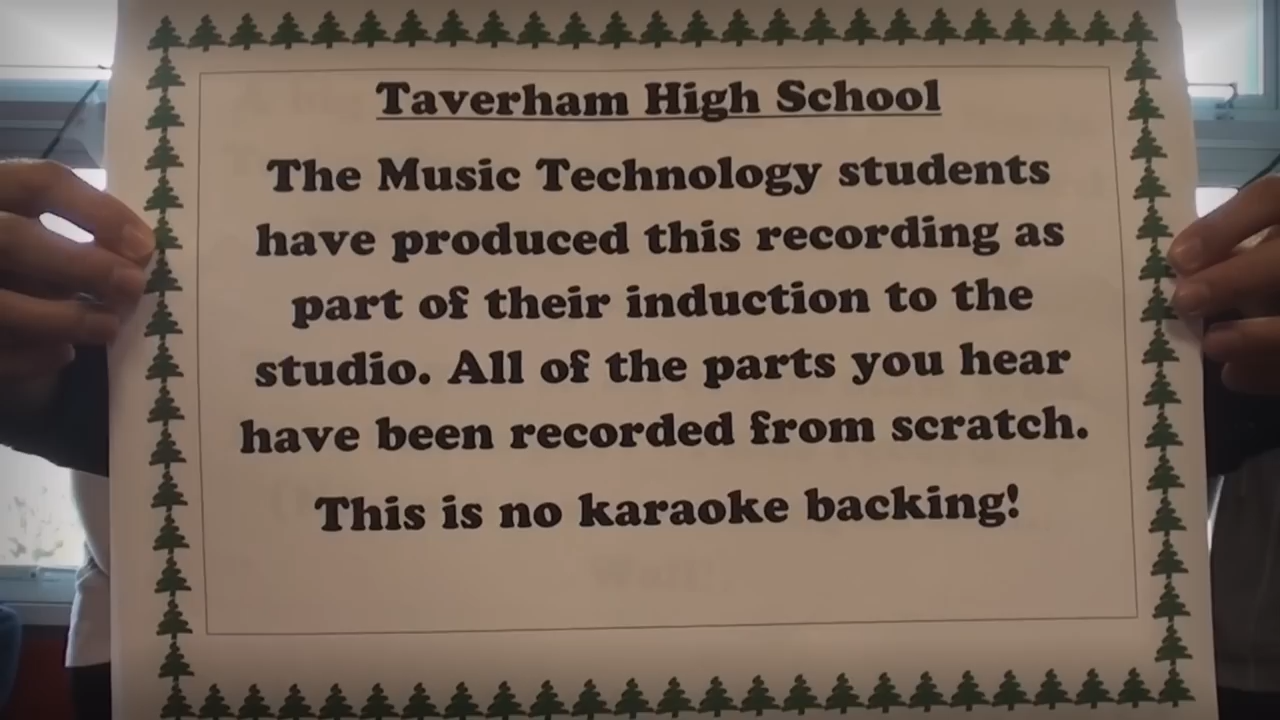 Taverham High School
The Music Technology students
have produced this recording as
part of their induction to the
studio. All of the parts you hear
have been recorded from scratch.
This is no karaoke backing!